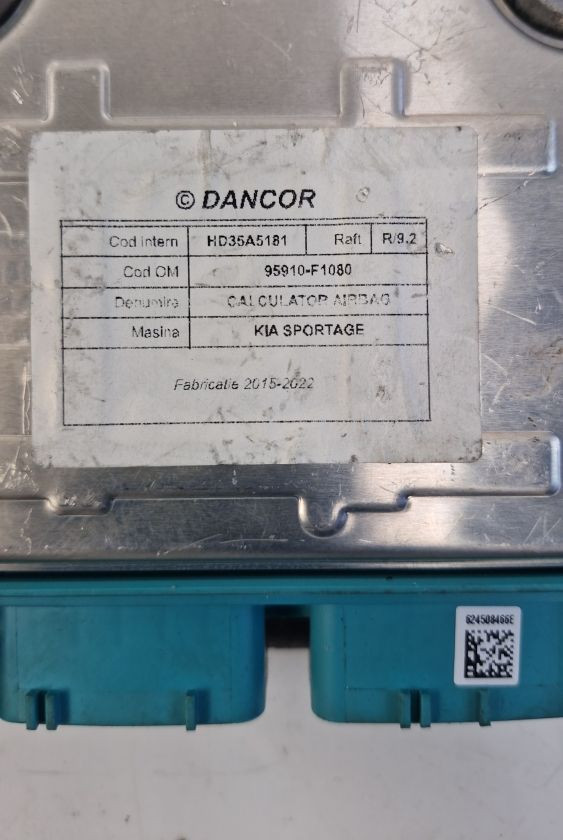 © DANCOR
Cod intern HD35A5181 Raft R/9.2
Cod OM 95910-F1080
Denumire CALCULATOR AIRBAG
Masina KIA SPORTAGE
Fabricatie 2015-2022
624508466E